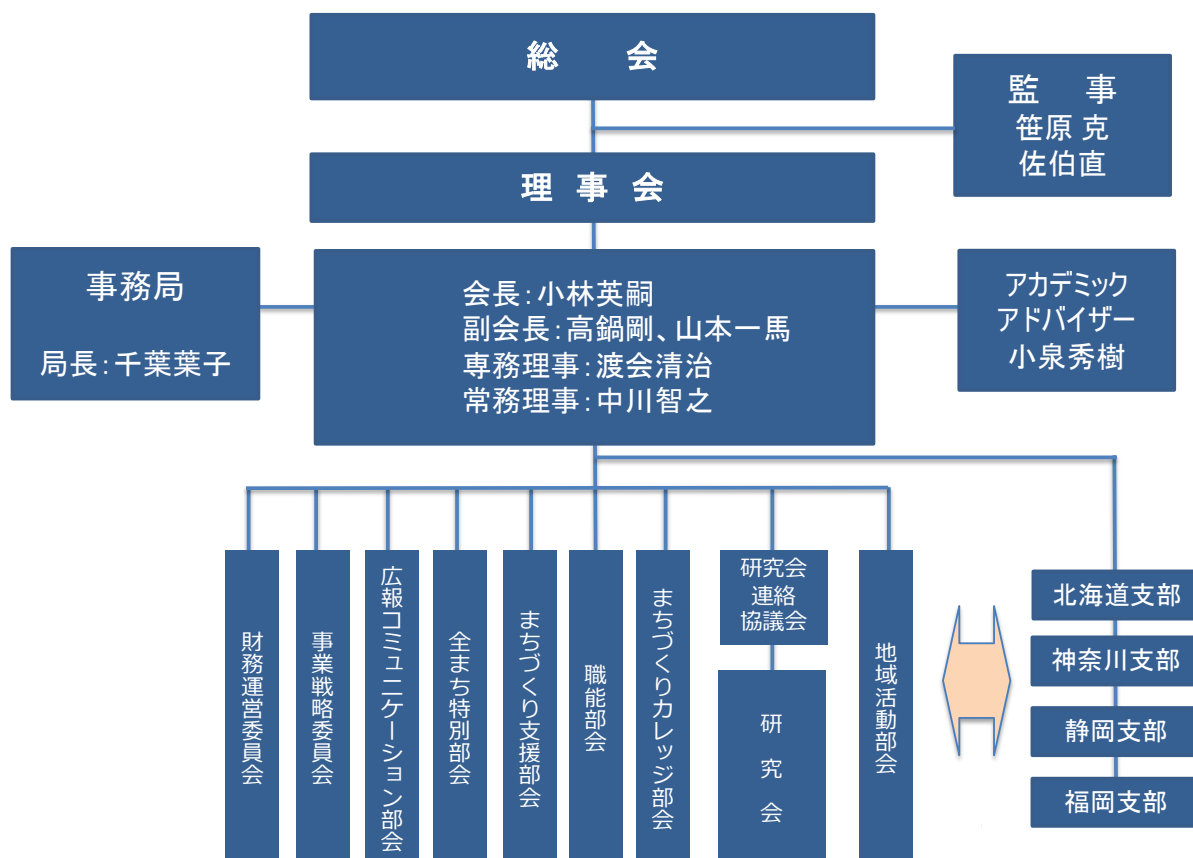 総 会
監 事
笹原 克
佐伯直
理 事 会
事務局
局長：千葉葉子
会長：小林英嗣
副会長：高鍋剛、山本一馬
専務理事：渡会清治
常務理事：中川智之
アカデミック
アドバイザー
小泉秀樹
財務運営委員会
事業戦略委員会
広報コミュニケーション部会
全まち特別部会
まちづくり支援部会
職能部会
まちづくりカレッジ部会
研究会
連絡
協議会
研究会
地域活動部会
北海道支部
神奈川支部
静岡支部
福岡支部